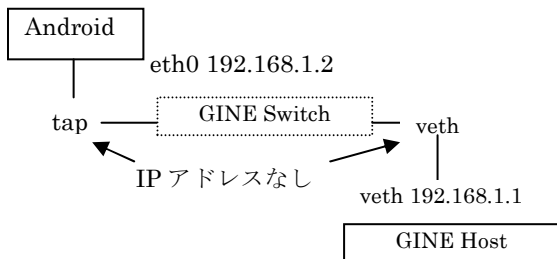 Android
eth0 192.168.1.2
tap
GINE Switch
veth
IP アドレスなし
veth 192.168.1.1
GINE Host